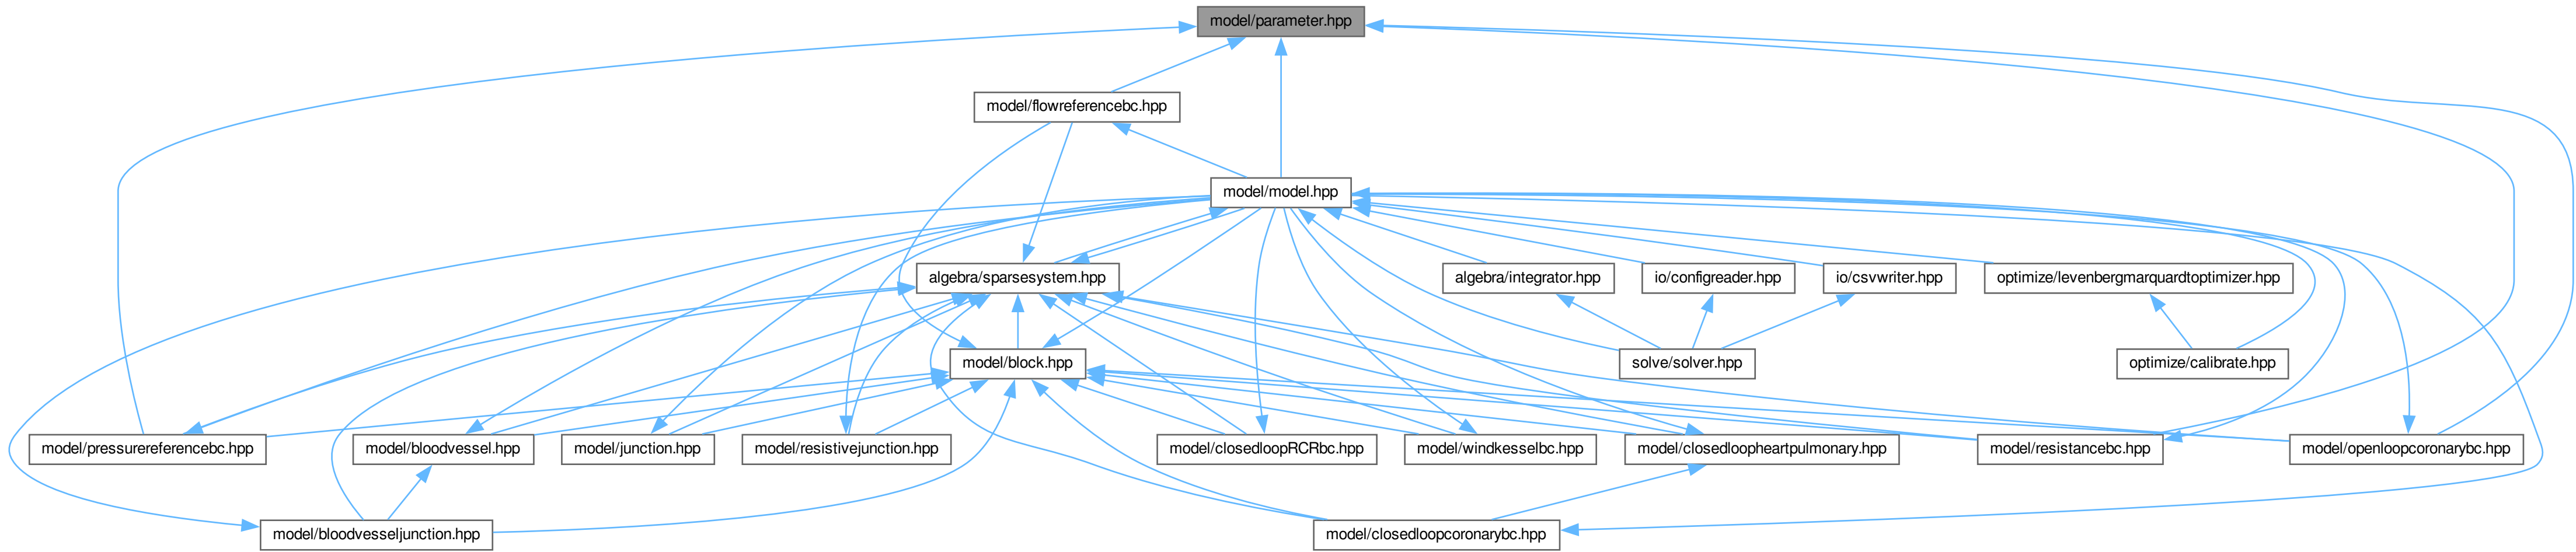 model/parameter.hpp
model/flowreferencebc.hpp
model/model.hpp
algebra/sparsesystem.hpp
algebra/integrator.hpp
io/configreader.hpp
io/csvwriter.hpp
optimize/levenbergmarquardtoptimizer.hpp
model/block.hpp
solve/solver.hpp
optimize/calibrate.hpp
model/pressurereferencebc.hpp
model/bloodvessel.hpp
model/junction.hpp
model/resistivejunction.hpp
model/closedloopRCRbc.hpp
model/windkesselbc.hpp
model/closedloopheartpulmonary.hpp
model/resistancebc.hpp
model/openloopcoronarybc.hpp
model/bloodvesseljunction.hpp
model/closedloopcoronarybc.hpp